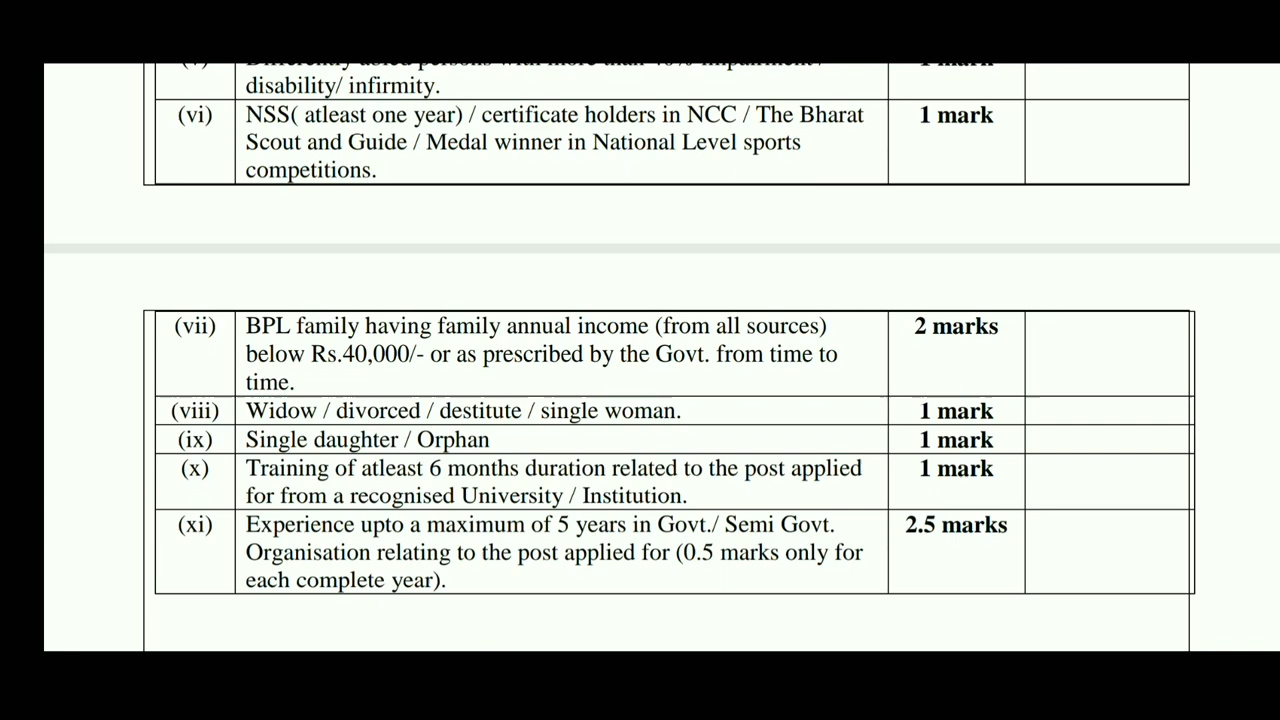 disability/ infirmity.
(vi) NSS( atleast one year) / certificate holders in NCC / The Bharat 1 mark
Scout and Guide / Medal winner in National Level sports
competitions.
(vii) BPL family having family annual income (from all sources) 2 marks
below Rs.40,000/- or as prescribed by the Govt. from time to
time.
(viii) Widow / divorced / destitute / single woman. 1 mark
(ix) Single daughter / Orphan 1 mark
(x) Training of atleast 6 months duration related to the post applied 1 mark
for from a recognised University / Institution.
(xi) Experience upto a maximum of 5 years in Govt./ Semi Govt. 2.5 marks
Organisation relating to the post applied for (0.5 marks only for
each complete year).